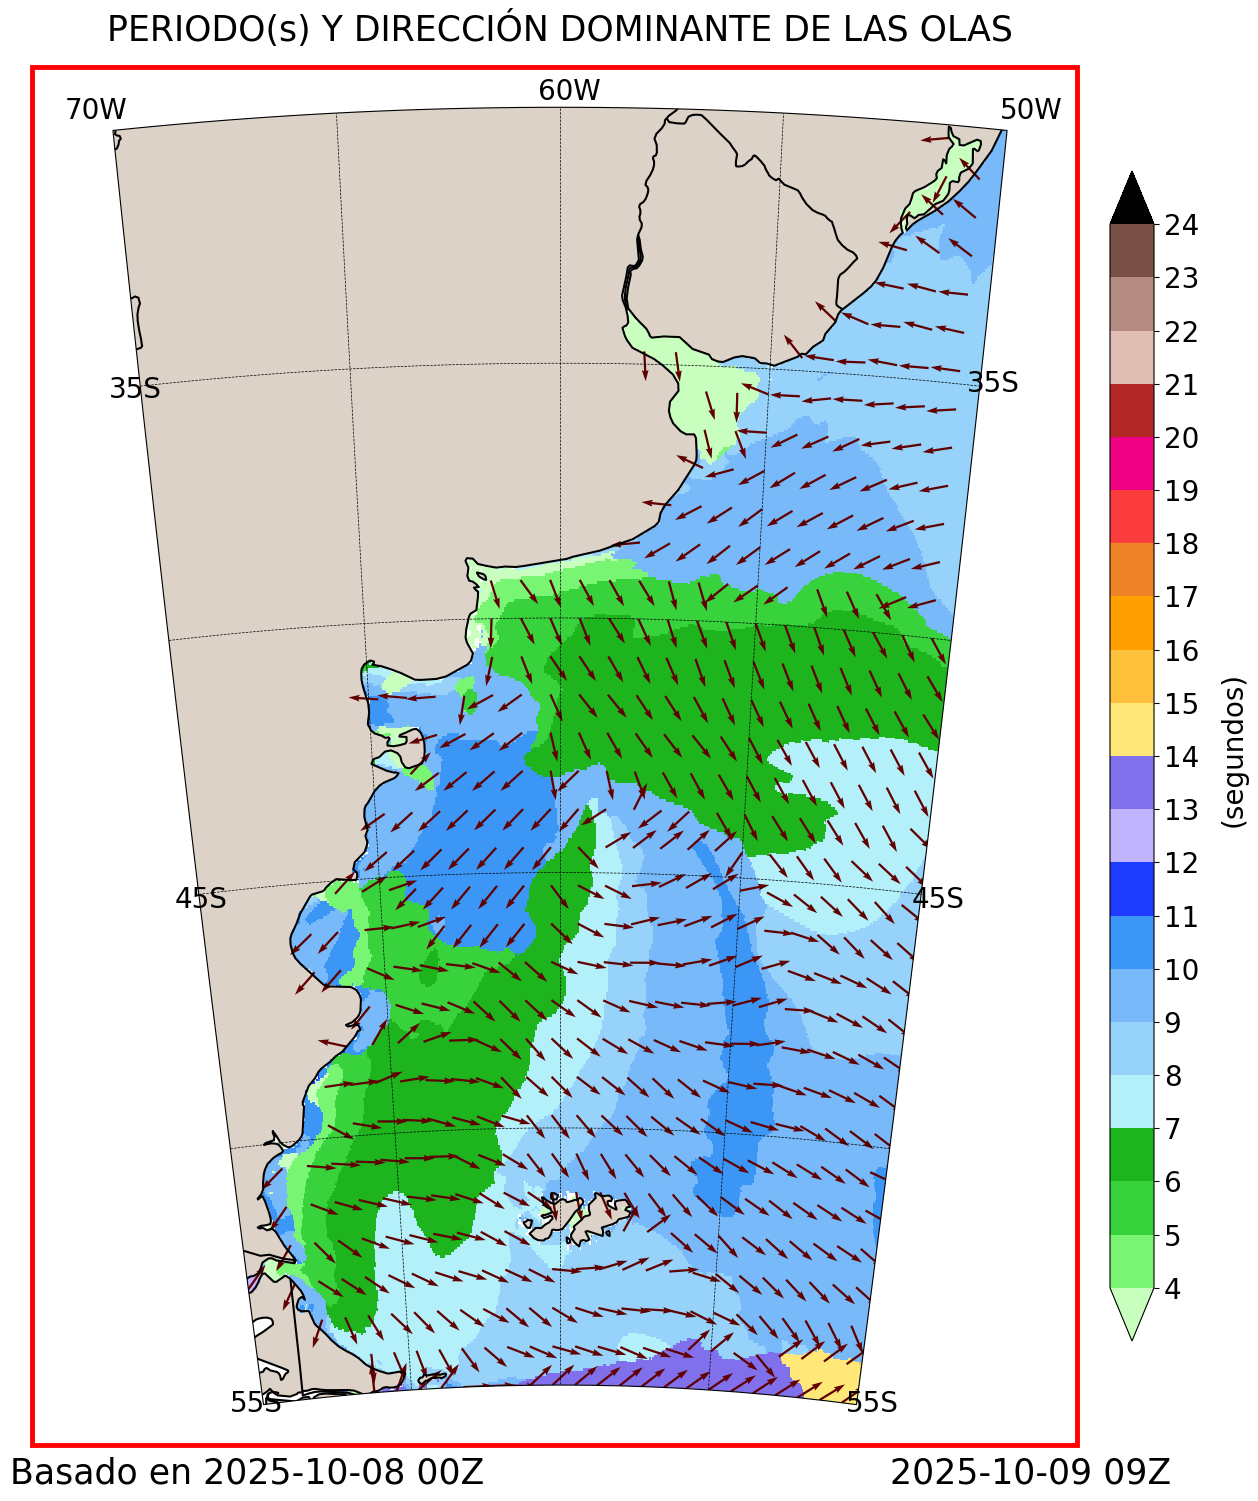 PERIODO(s) Y DIRECCIÓN DOMINANTE DE LAS OLAS
70W
60W
50W
35S
35S
45S
45S
55S
55S
24
23
22
21
20
19
18
17
16
15
14
13
12
11
10
9
8
7
6
5
4
(segundos)
Basado en 2025-10-08 00Z
2025-10-09 09Z